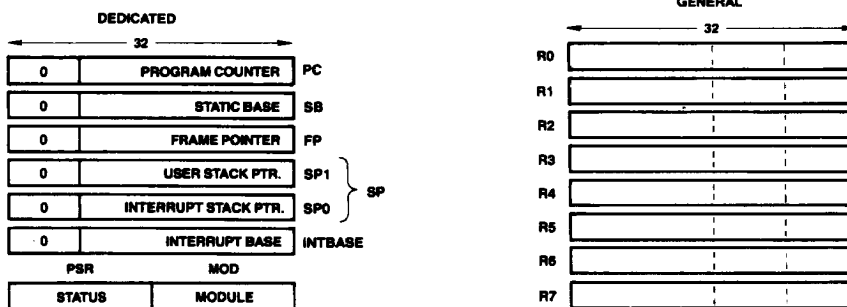 DEDICATED
32
0 PROGRAM COUNTER PC
0 STATIC BASE SB
0 FRAME POINTER FP
0 USER STACK PTR. SP1
SP
0 INTERRUPT STACK PTR. SP0
0 INTERRUPT BASE INTBASE
PSR MOD
STATUS MODULE
GENERAL
32
R0
R1
R2
R3
R4
R5
R6
R7